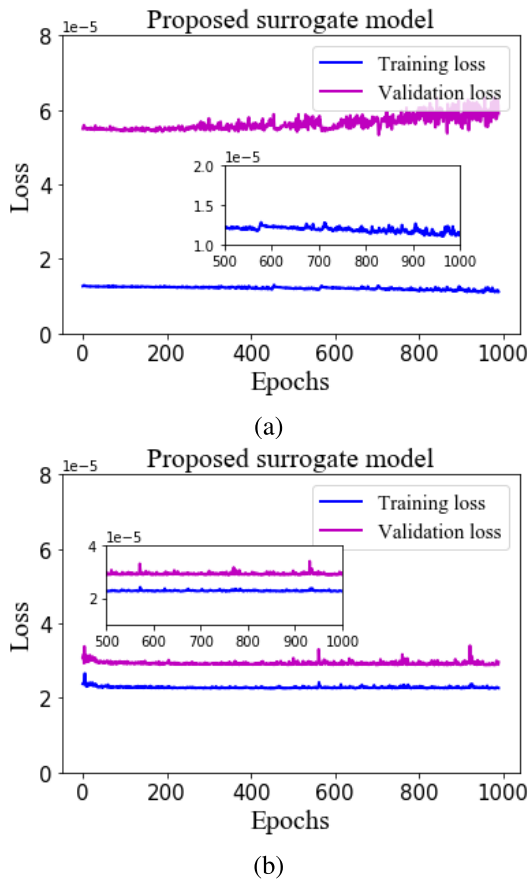 Proposed surrogate model
1e−5
8
6
4
2
0
Loss
Training loss
Validation loss
1e−5
2.0
1.5
1.0
500 600 700 800 900 1000
0 200 400 600 800 1000
Epochs
(a)
Proposed surrogate model
1e−5
8
6
4
2
0
Loss
Training loss
Validation loss
1e−5
4
2
500 600 700 800 900 1000
0 200 400 600 800 1000
Epochs
(b)